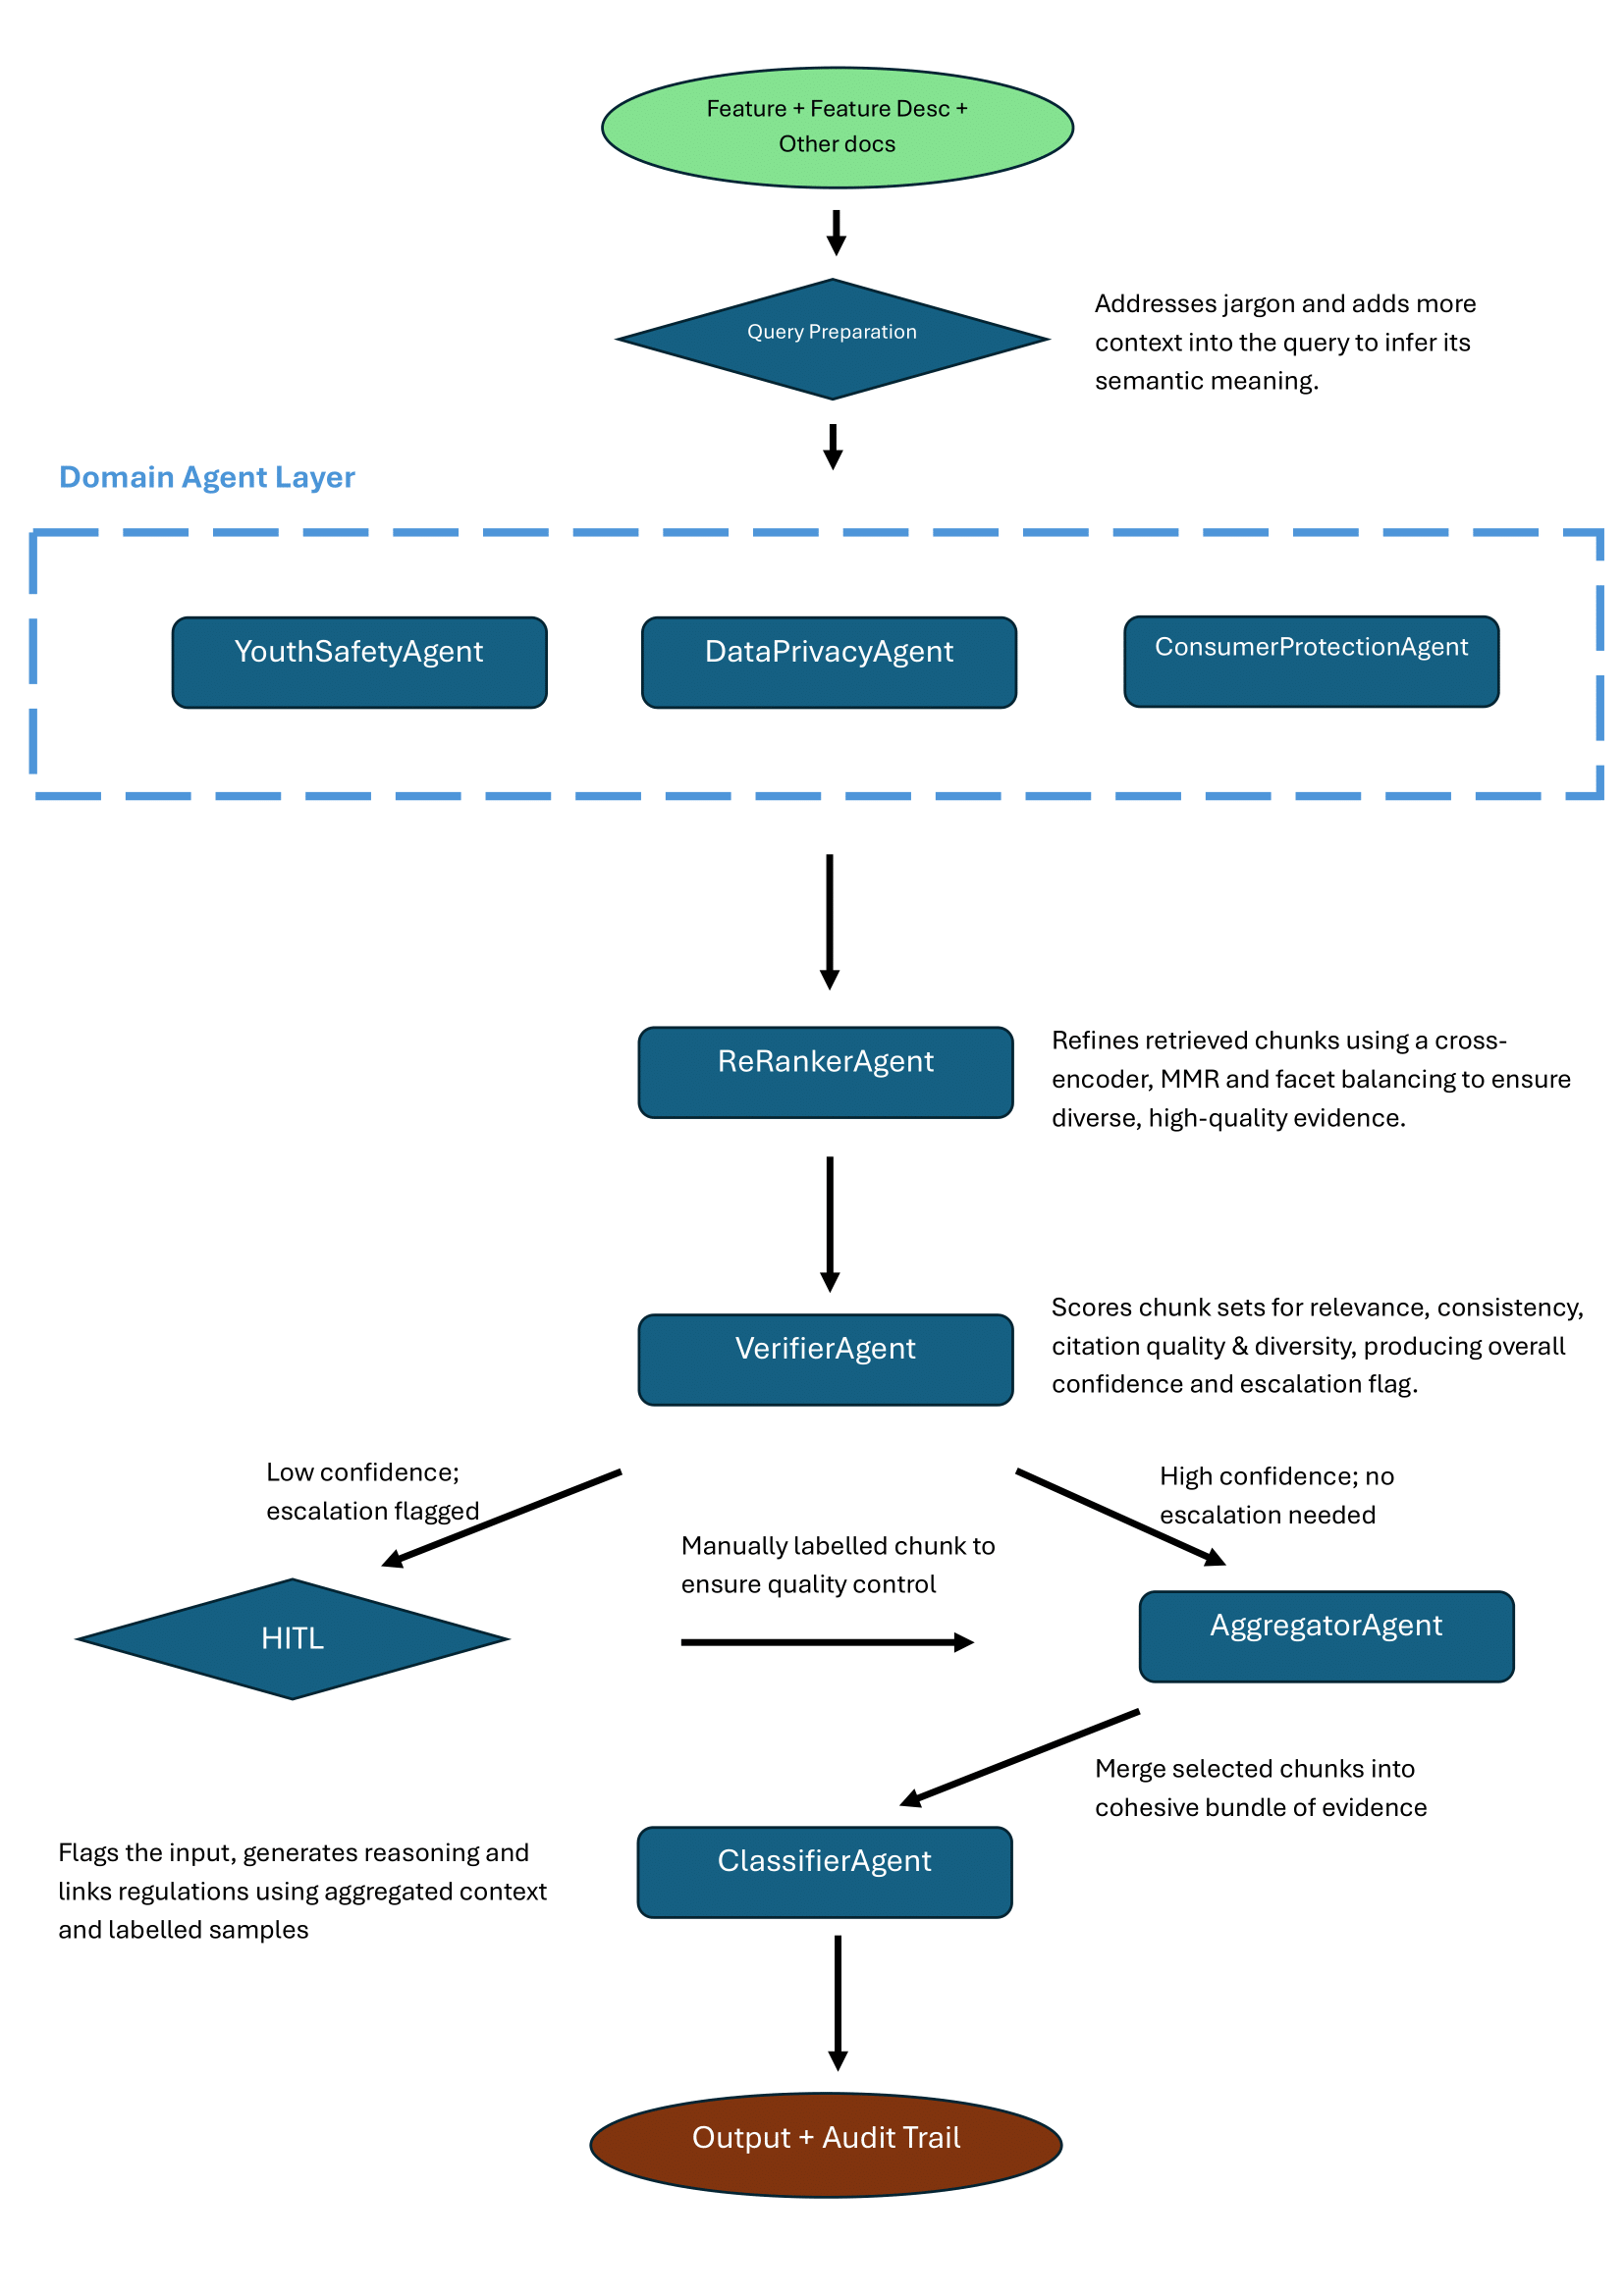 Feature + Feature Desc +
Other docs
Query Preparation
Addresses jargon and adds more
context into the query to infer its
semantic meaning.
Domain Agent Layer
YouthSafetyAgent
DataPrivacyAgent
ConsumerProtectionAgent
ReRankerAgent
Refines retrieved chunks using a cross-
encoder, MMR and facet balancing to ensure
diverse, high-quality evidence.
VerifierAgent
Scores chunk sets for relevance, consistency,
citation quality & diversity, producing overall
confidence and escalation flag.
Low confidence;
escalation flagged
High confidence; no
escalation needed
Manually labelled chunk to
ensure quality control
HITL
AggregatorAgent
Merge selected chunks into
cohesive bundle of evidence
ClassifierAgent
Flags the input, generates reasoning and
links regulations using aggregated context
and labelled samples
Output + Audit Trail